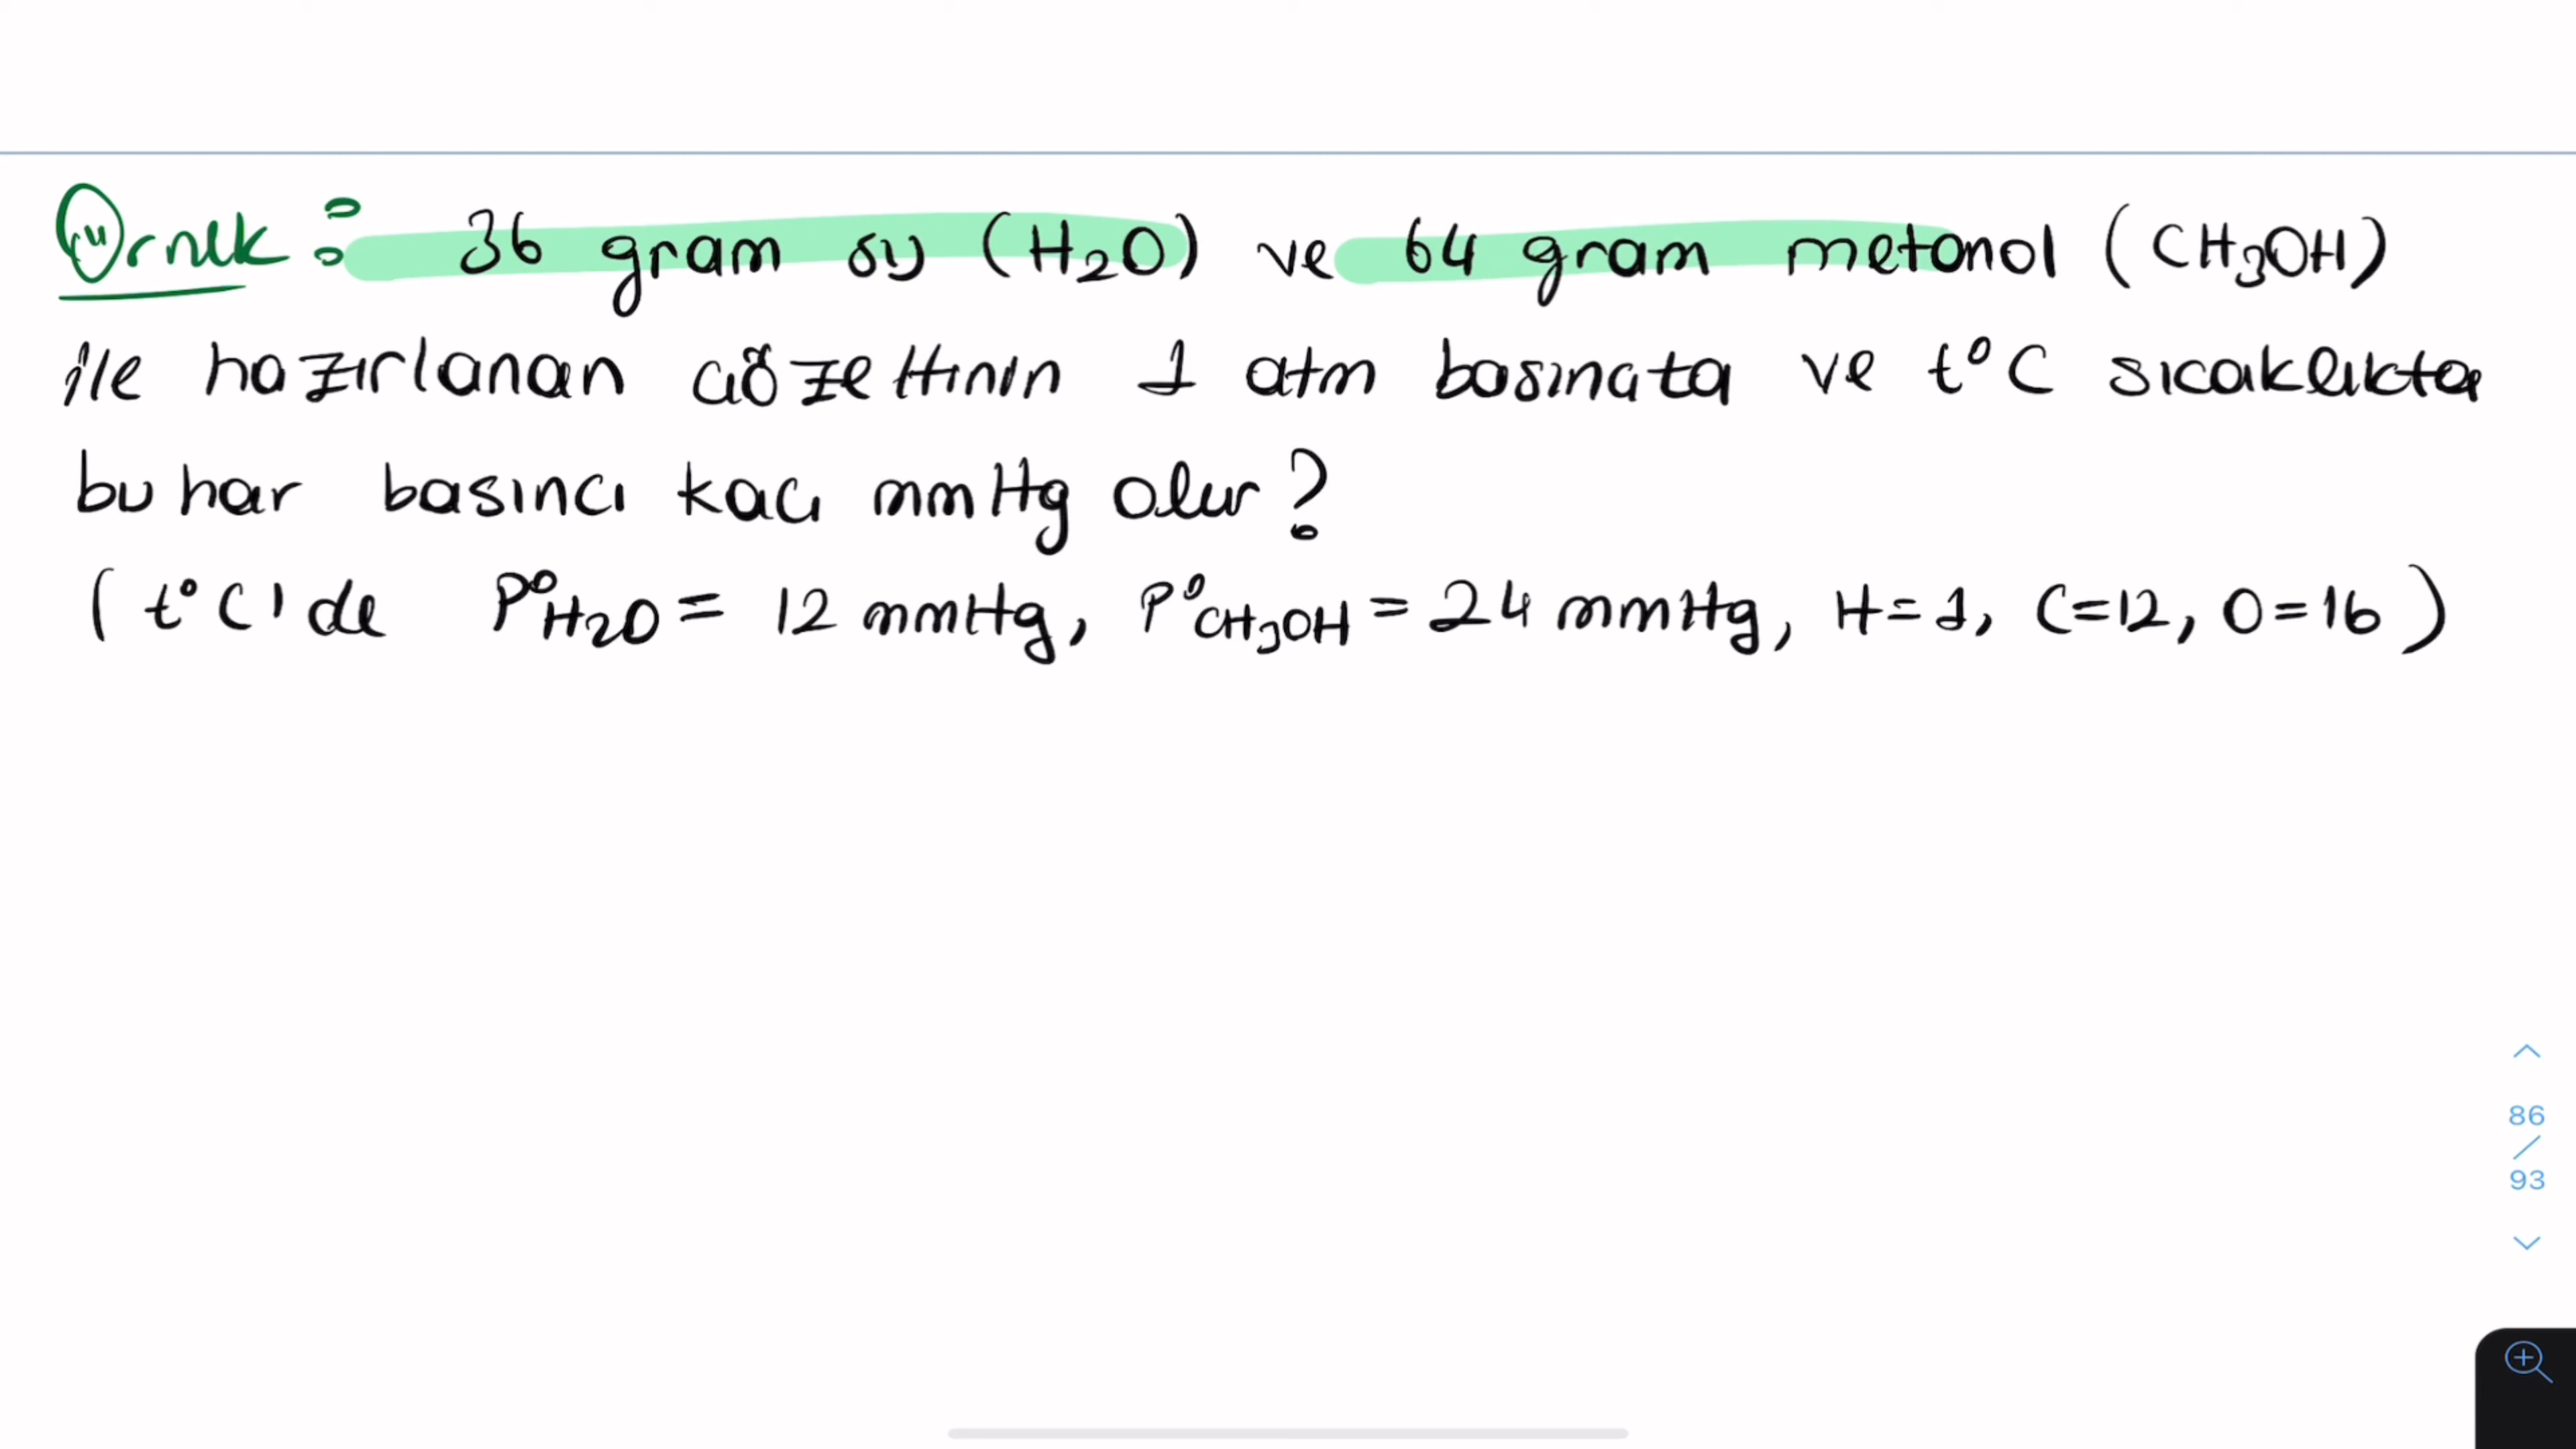 Örnek: 36 gram su (H₂O) ve 64 gram metanol (CH₃OH)
ile hazırlanan çözeltinin 1 atm basınçta ve t°C sıcaklıkta
buhar basıncı kaç mmHg olur?
(t°C'de P°H₂O = 12 mmHg, P°CH₃OH = 24 mmHg, H=1, C=12, O=16)
86
/
93